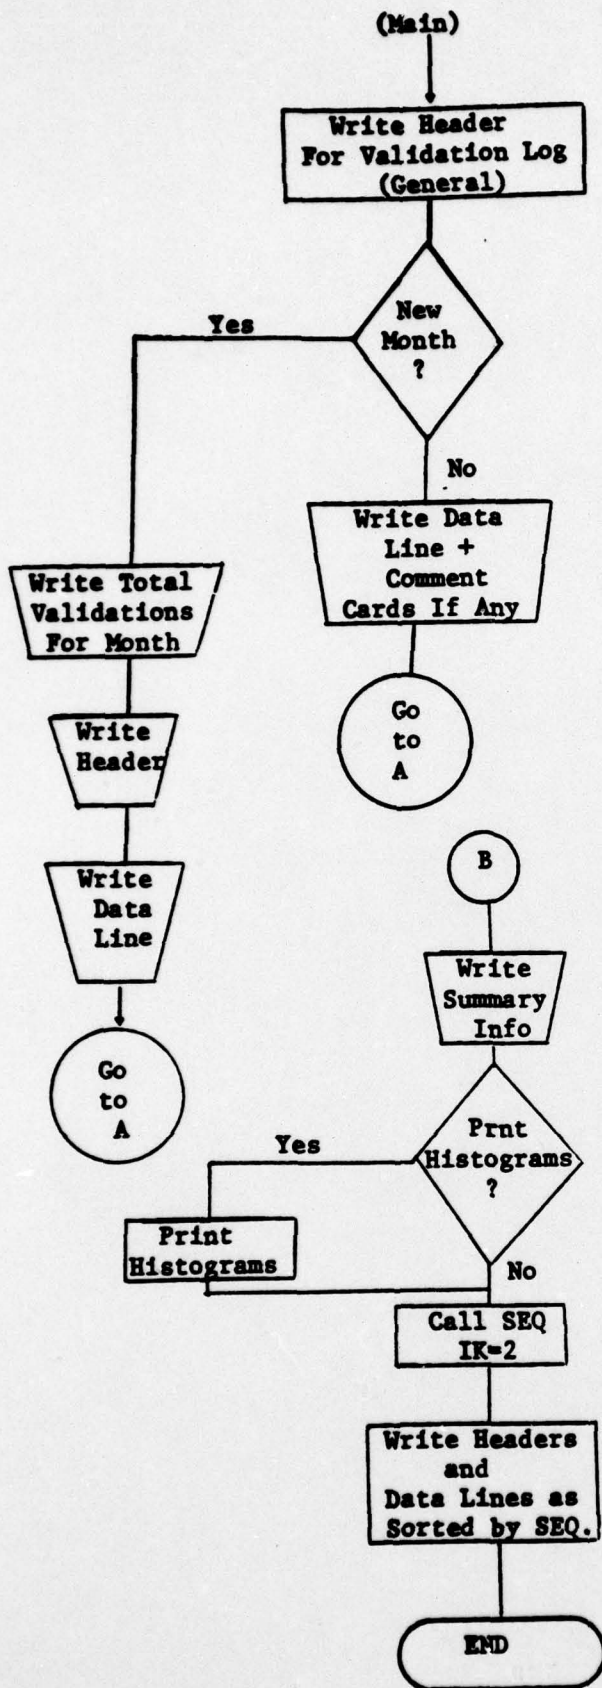 (Main)
Write Header
For Validation Log
(General)
New
Month
?
Yes
No
Write Data
Line +
Comment
Cards If Any
Go
to
A
Write Total
Validations
For Month
Write
Header
Write
Data
Line
Go
to
A
B
Write
Summary
Info
Prnt
Histograms
?
Yes
Print
Histograms
No
Call SEQ
IK=2
Write Headers
and
Data Lines as
Sorted by SEQ.
END